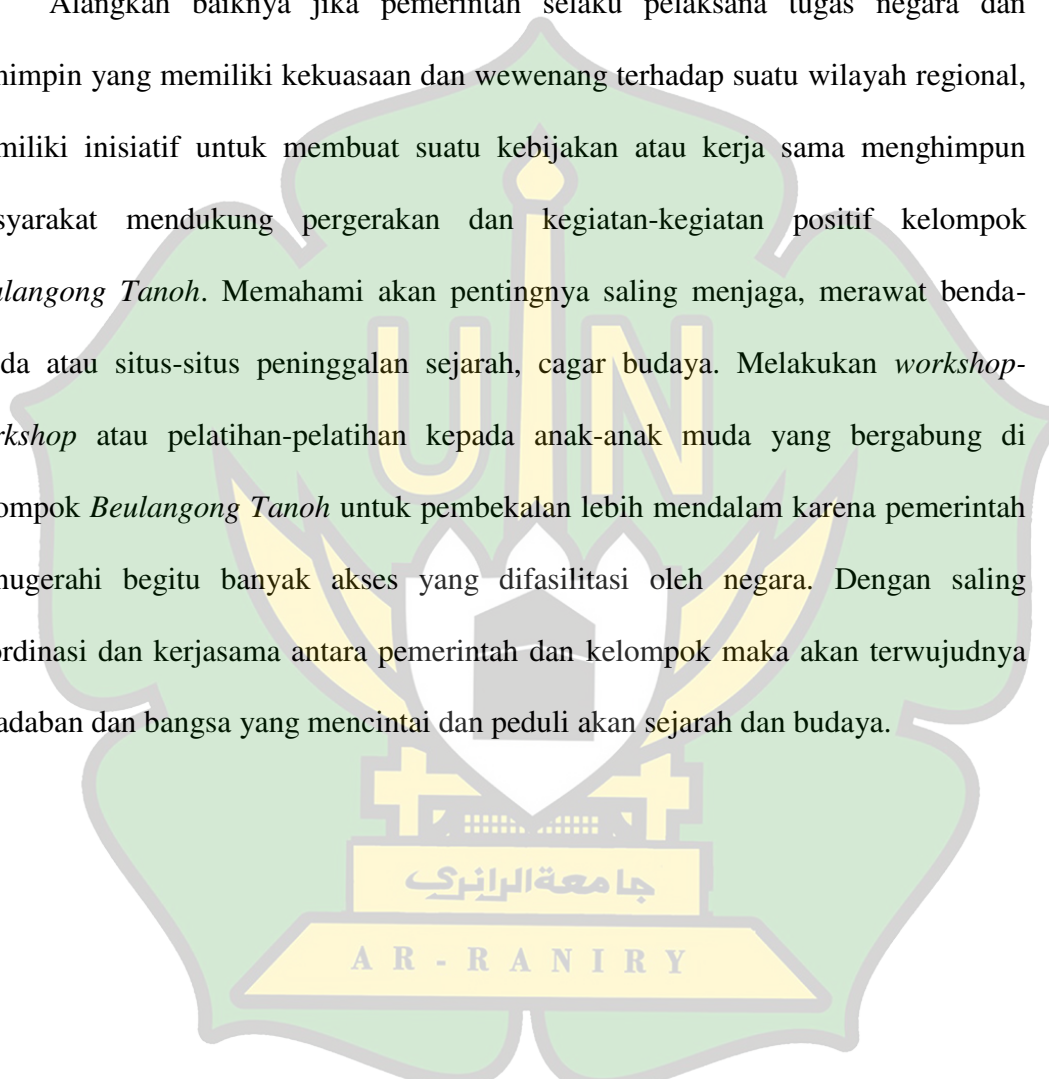 Alangkah baiknya jika pemerintah selaku pelaksana tugas negara dan
himpin yang memiliki kekuasaan dan wewenang terhadap suatu wilayah regional,
miliki inisiatif untuk membuat suatu kebijakan atau kerja sama menghimpun
syarakat mendukung pergerakan dan kegiatan-kegiatan positif kelompok
ulangong Tanoh. Memahami akan pentingnya saling menjaga, merawat benda-
da atau situs-situs peninggalan sejarah, cagar budaya. Melakukan workshop-
rkshop atau pelatihan-pelatihan kepada anak-anak muda yang bergabung di
ompok Beulangong Tanoh untuk pembekalan lebih mendalam karena pemerintah
nugerahi begitu banyak akses yang difasilitasi oleh negara. Dengan saling
ordinasi dan kerjasama antara pemerintah dan kelompok maka akan terwujudnya
adaban dan bangsa yang mencintai dan peduli akan sejarah dan budaya.
UIN
جامعة الرانري
AR-RANIRY